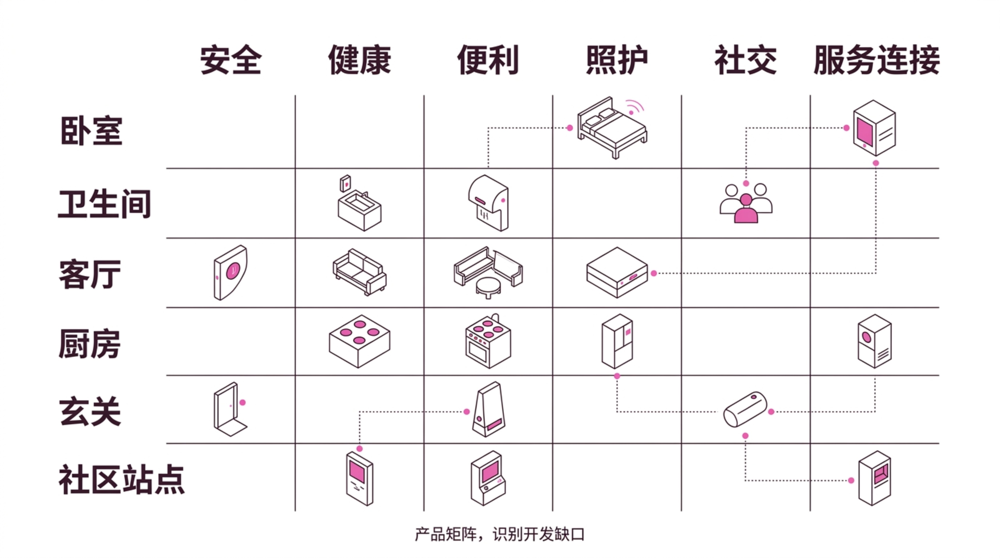 安全 健康 便利 照护 社交 服务连接
卧室
卫生间
客厅
厨房
玄关
社区站点
产品矩阵，识别开发缺口